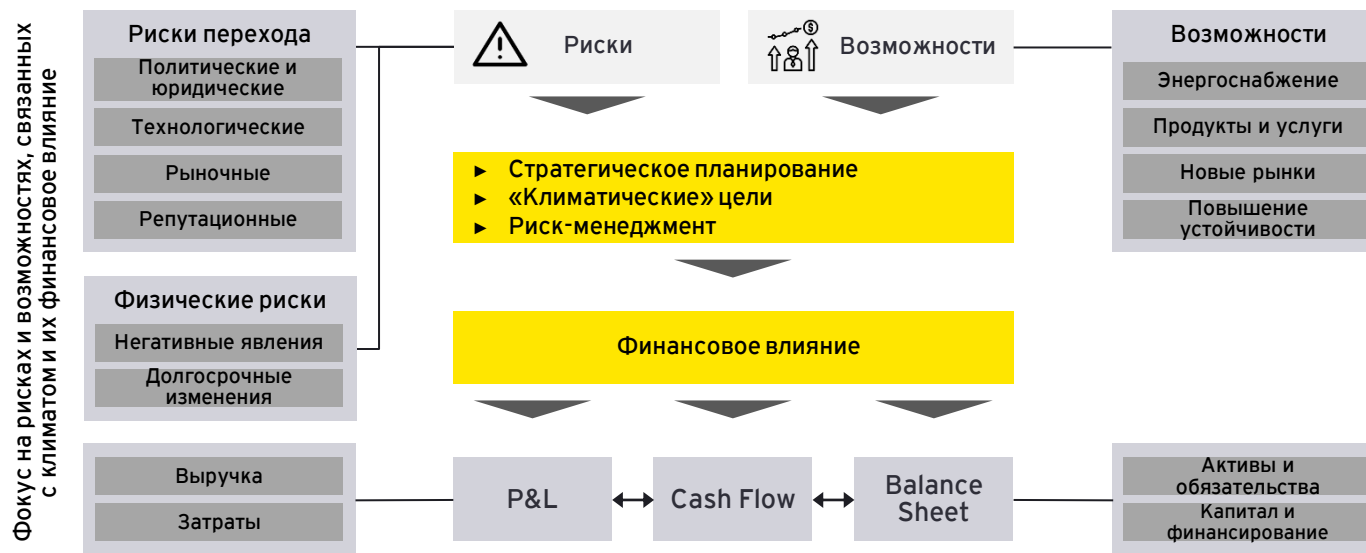 Фокус на рисках и возможностях, связанных
с климатом и их финансовое влияние
Риски перехода
Политические и
юридические
Технологические
Рыночные
Репутационные
Физические риски
Негативные явления
Долгосрочные
изменения
Выручка
Затраты
Риски
Возможности
► Стратегическое планирование
► «Климатические» цели
► Риск-менеджмент
Финансовое влияние
P&L
Cash Flow
Balance
Sheet
Возможности
Энергоснабжение
Продукты и услуги
Новые рынки
Повышение
устойчивости
Активы и
обязательства
Капитал и
финансирование